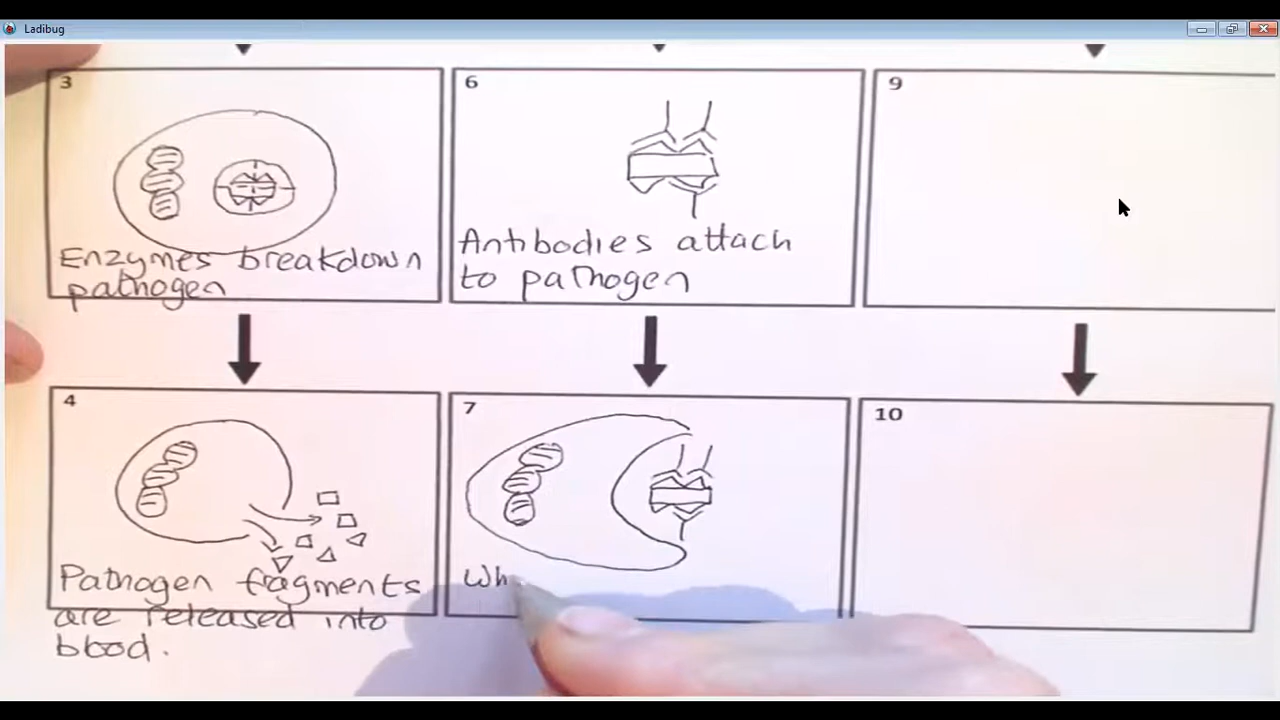 Ladibug
3
Enzymes breakdown
pathogen
6
Antibodies attach
to pathogen
9
4
Pathogen fragments
are released into
blood.
7
Wh
10